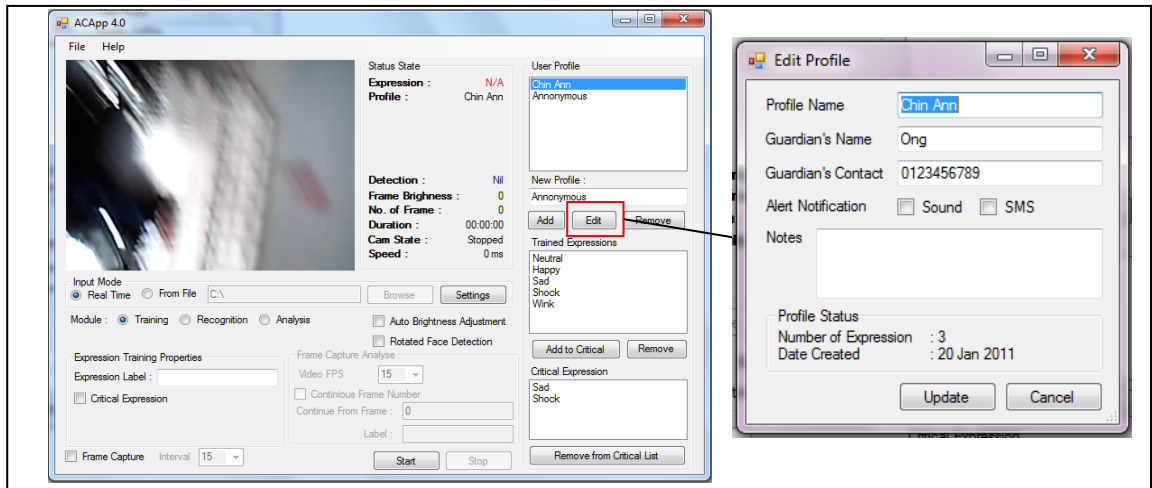 ACApp 4.0
File Help
Status State
Expression : N/A
Profile : Chin Ann
Detection : Nil
Frame Brighness : 0
No. of Frame : 0
Duration : 00:00:00
Cam State : Stopped
Speed : 0 ms
User Profile
Chin Ann
Annonymous
New Profile :
Annonymous
Add Edit Remove
Trained Expressions
Neutral
Happy
Sad
Shock
Wink
Add to Critical Remove
Critical Expression
Sad
Shock
Remove from Critical List
Input Mode
Real Time From File C:\ Browse Settings
Module : Training Recognition Analysis
Auto Brightness Adjustment
Rotated Face Detection
Expression Training Properties
Expression Label :
Critical Expression
Frame Capture Analyse
Video FPS 15
Continious Frame Number
Continue From Frame : 0
Label :
Frame Capture Interval 15
Start Stop
Edit Profile
Profile Name Chin Ann
Guardian's Name Ong
Guardian's Contact 0123456789
Alert Notification Sound SMS
Notes
Profile Status
Number of Expression : 3
Date Created : 20 Jan 2011
Update Cancel